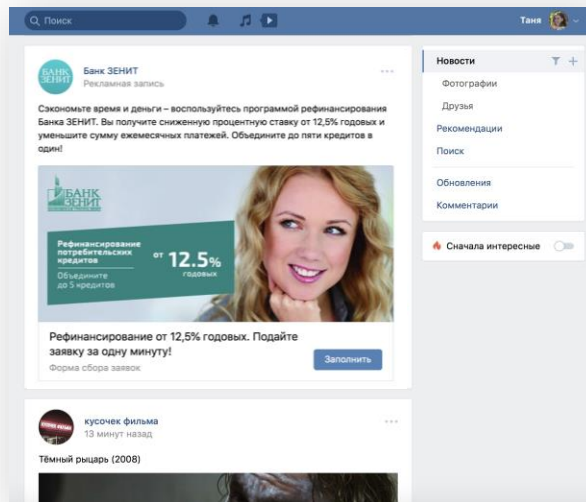 Поиск
Таня
БАНК
ЗЕНИТ
Банк ЗЕНИТ
Рекламная запись
Сэкономьте время и деньги – воспользуйтесь программой рефинансирования
Банка ЗЕНИТ. Вы получите сниженную процентную ставку от 12,5% годовых и
уменьшите сумму ежемесячных платежей. Объедините до пяти кредитов в
один!
БАНК
ЗЕНИТ
Рефинансирование
потребительских
кредитов
Объедините
до 5 кредитов
от 12.5%
годовых
Рефинансирование от 12,5% годовых. Подайте
заявку за одну минуту!
Форма сбора заявок
Заполнить
кусочек фильма
13 минут назад
Тёмный рыцарь (2008)
Новости
Фотографии
Друзья
Рекомендации
Поиск
Обновления
Комментарии
Сначала интересные